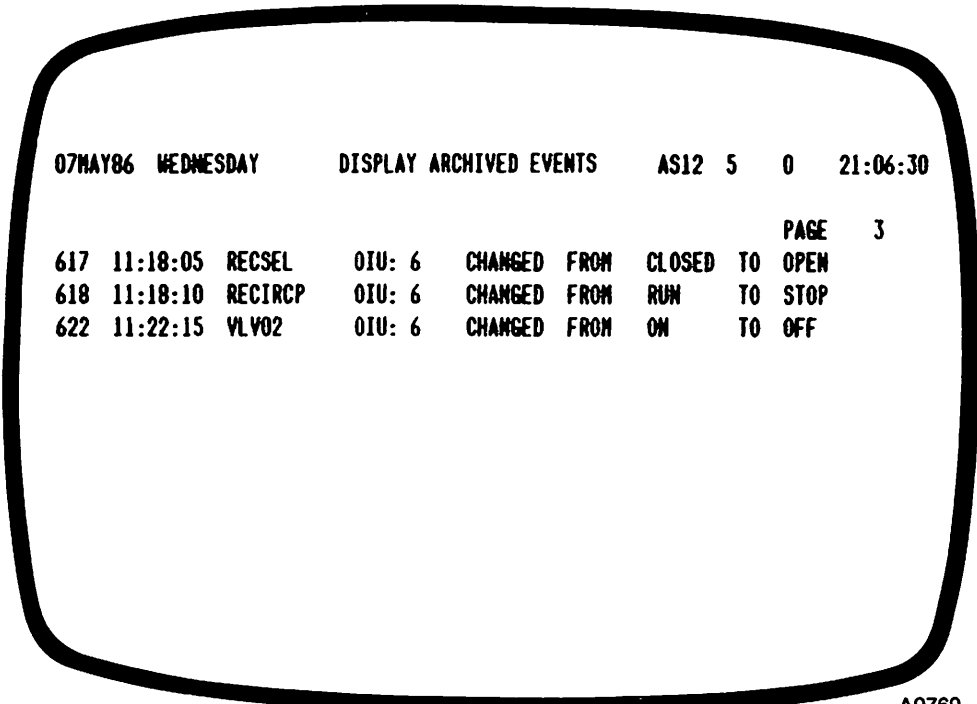 07MAY86 WEDNESDAY DISPLAY ARCHIVED EVENTS AS12 5 0 21:06:30
PAGE 3
617 11:18:05 RECSEL OIU: 6 CHANGED FROM CLOSED TO OPEN
618 11:18:10 RECIRCP OIU: 6 CHANGED FROM RUN TO STOP
622 11:22:15 VLV02 OIU: 6 CHANGED FROM ON TO OFF